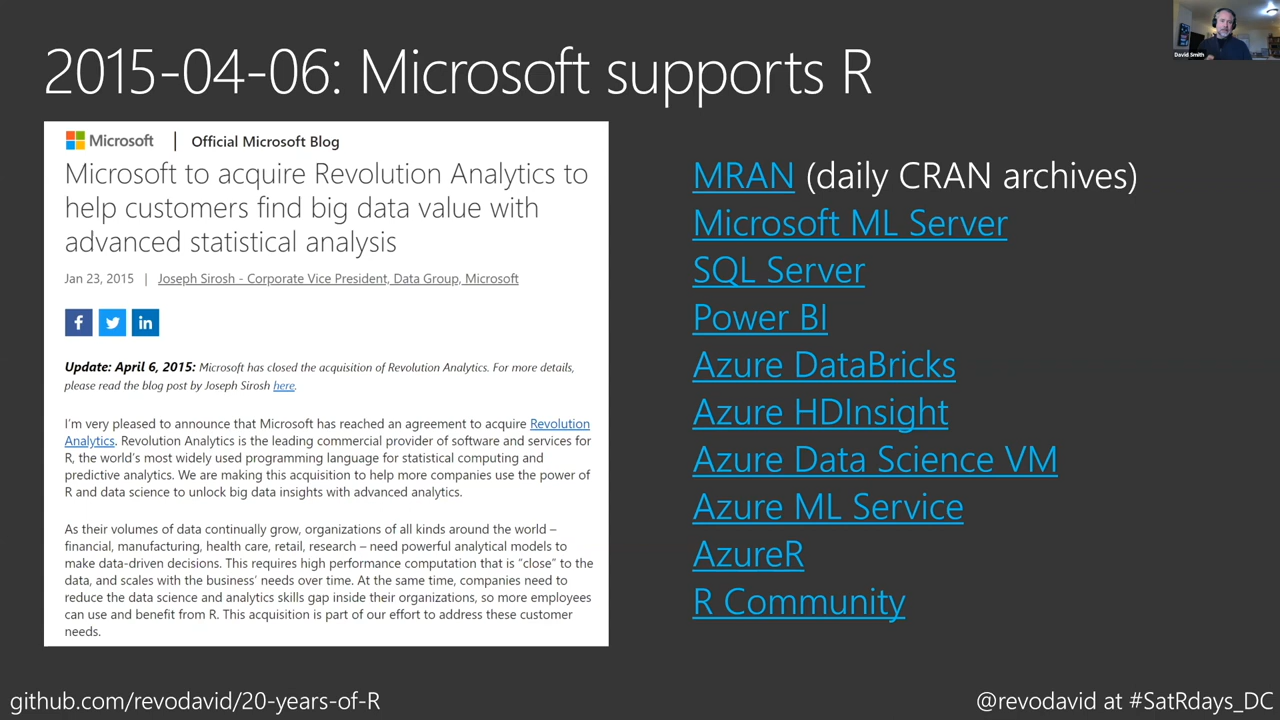 2015-04-06: Microsoft supports R
David Smith
Microsoft | Official Microsoft Blog
Microsoft to acquire Revolution Analytics to
help customers find big data value with
advanced statistical analysis
Jan 23, 2015 | Joseph Sirosh - Corporate Vice President, Data Group, Microsoft
Update: April 6, 2015: Microsoft has closed the acquisition of Revolution Analytics. For more details,
please read the blog post by Joseph Sirosh here.
I'm very pleased to announce that Microsoft has reached an agreement to acquire Revolution
Analytics. Revolution Analytics is the leading commercial provider of software and services for
R, the world's most widely used programming language for statistical computing and
predictive analytics. We are making this acquisition to help more companies use the power of
R and data science to unlock big data insights with advanced analytics.
As their volumes of data continually grow, organizations of all kinds around the world –
financial, manufacturing, health care, retail, research – need powerful analytical models to
make data-driven decisions. This requires high performance computation that is "close" to the
data, and scales with the business' needs over time. At the same time, companies need to
reduce the data science and analytics skills gap inside their organizations, so more employees
can use and benefit from R. This acquisition is part of our effort to address these customer
needs.
MRAN (daily CRAN archives)
Microsoft ML Server
SQL Server
Power BI
Azure DataBricks
Azure HDInsight
Azure Data Science VM
Azure ML Service
AzureR
R Community
github.com/revodavid/20-years-of-R
@revodavid at #SatRdays_DC